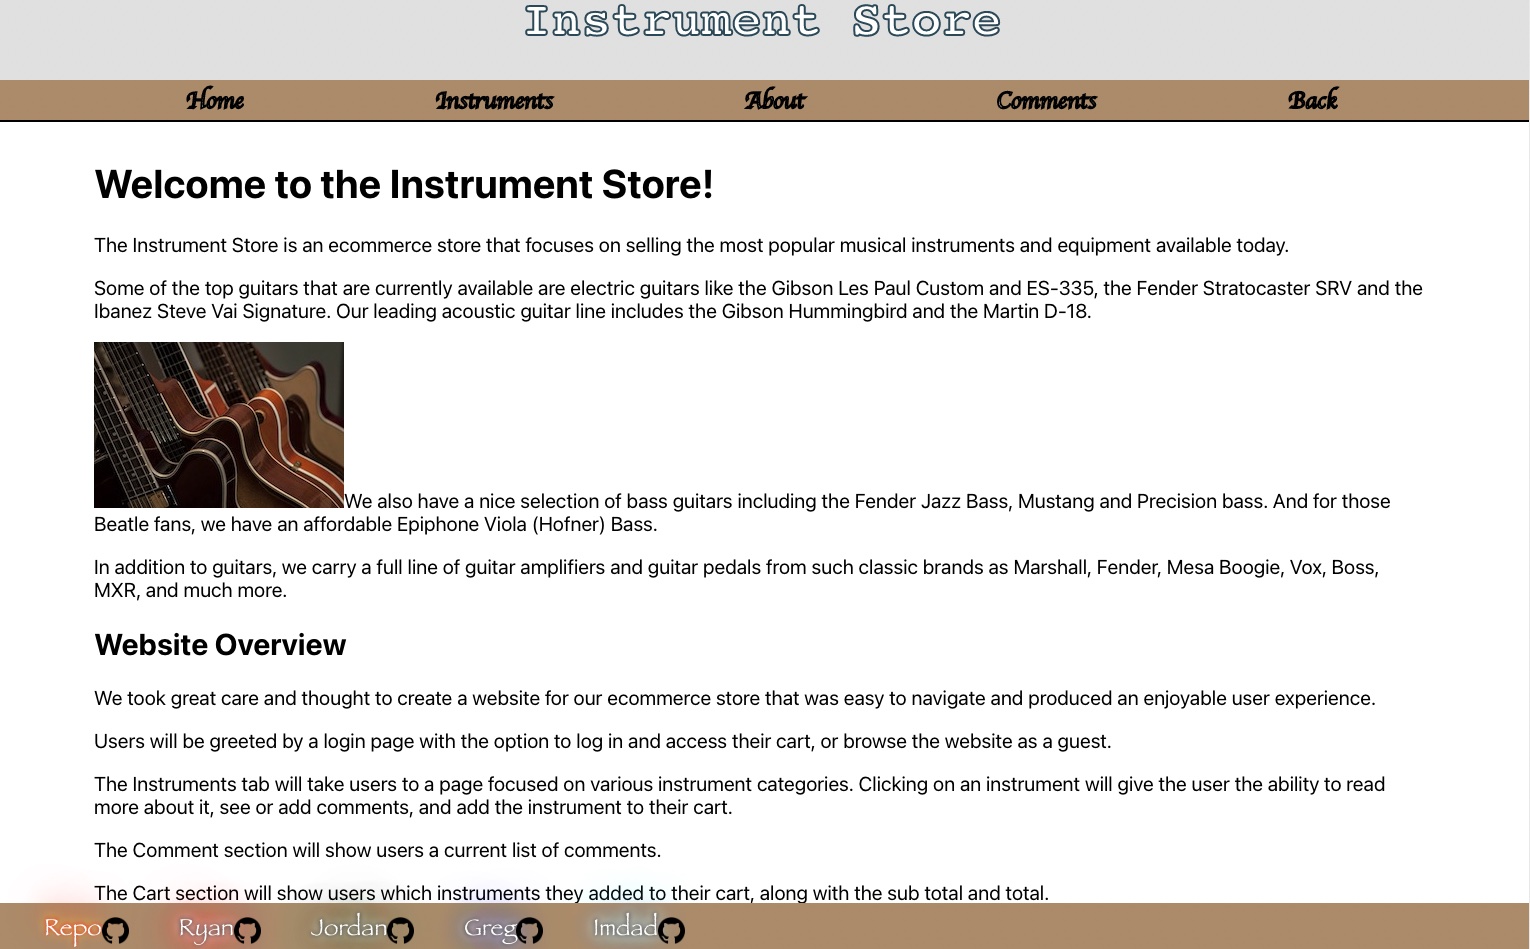 Instrument Store
Home Instruments About Comments Back
Welcome to the Instrument Store!
The Instrument Store is an ecommerce store that focuses on selling the most popular musical instruments and equipment available today.
Some of the top guitars that are currently available are electric guitars like the Gibson Les Paul Custom and ES-335, the Fender Stratocaster SRV and the
Ibanez Steve Vai Signature. Our leading acoustic guitar line includes the Gibson Hummingbird and the Martin D-18.
We also have a nice selection of bass guitars including the Fender Jazz Bass, Mustang and Precision bass. And for those
Beatle fans, we have an affordable Epiphone Viola (Hofner) Bass.
In addition to guitars, we carry a full line of guitar amplifiers and guitar pedals from such classic brands as Marshall, Fender, Mesa Boogie, Vox, Boss,
MXR, and much more.
Website Overview
We took great care and thought to create a website for our ecommerce store that was easy to navigate and produced an enjoyable user experience.
Users will be greeted by a login page with the option to log in and access their cart, or browse the website as a guest.
The Instruments tab will take users to a page focused on various instrument categories. Clicking on an instrument will give the user the ability to read
more about it, see or add comments, and add the instrument to their cart.
The Comment section will show users a current list of comments.
The Cart section will show users which instruments they added to their cart, along with the sub total and total.
Repo Ryan Jordan Greg Imdad